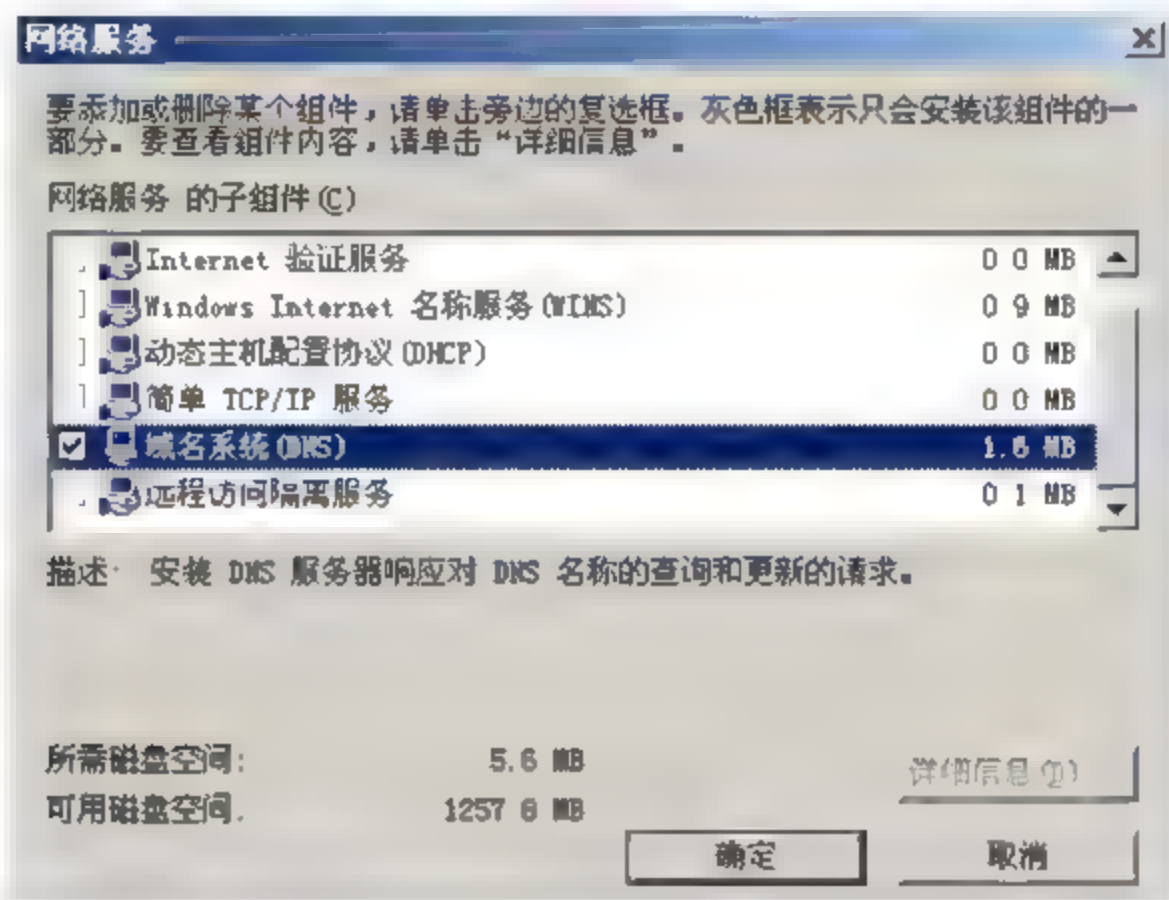 网络服务
要添加或删除某个组件，请单击旁边的复选框。灰色框表示只会安装该组件的一
部分。要查看组件内容，请单击“详细信息”。
网络服务 的子组件(C)
Internet 验证服务 0 0 MB
Windows Internet 名称服务(WINS) 0 9 MB
动态主机配置协议(DHCP) 0 0 MB
简单 TCP/IP 服务 0 0 MB
域名系统(DNS) 1.6 MB
远程访问隔离服务 0 1 MB
描述· 安装 DNS 服务器响应对 DNS 名称的查询和更新的请求。
所需磁盘空间: 5.6 MB
详细信息(D)
可用磁盘空间. 1257 6 MB
确定 取消